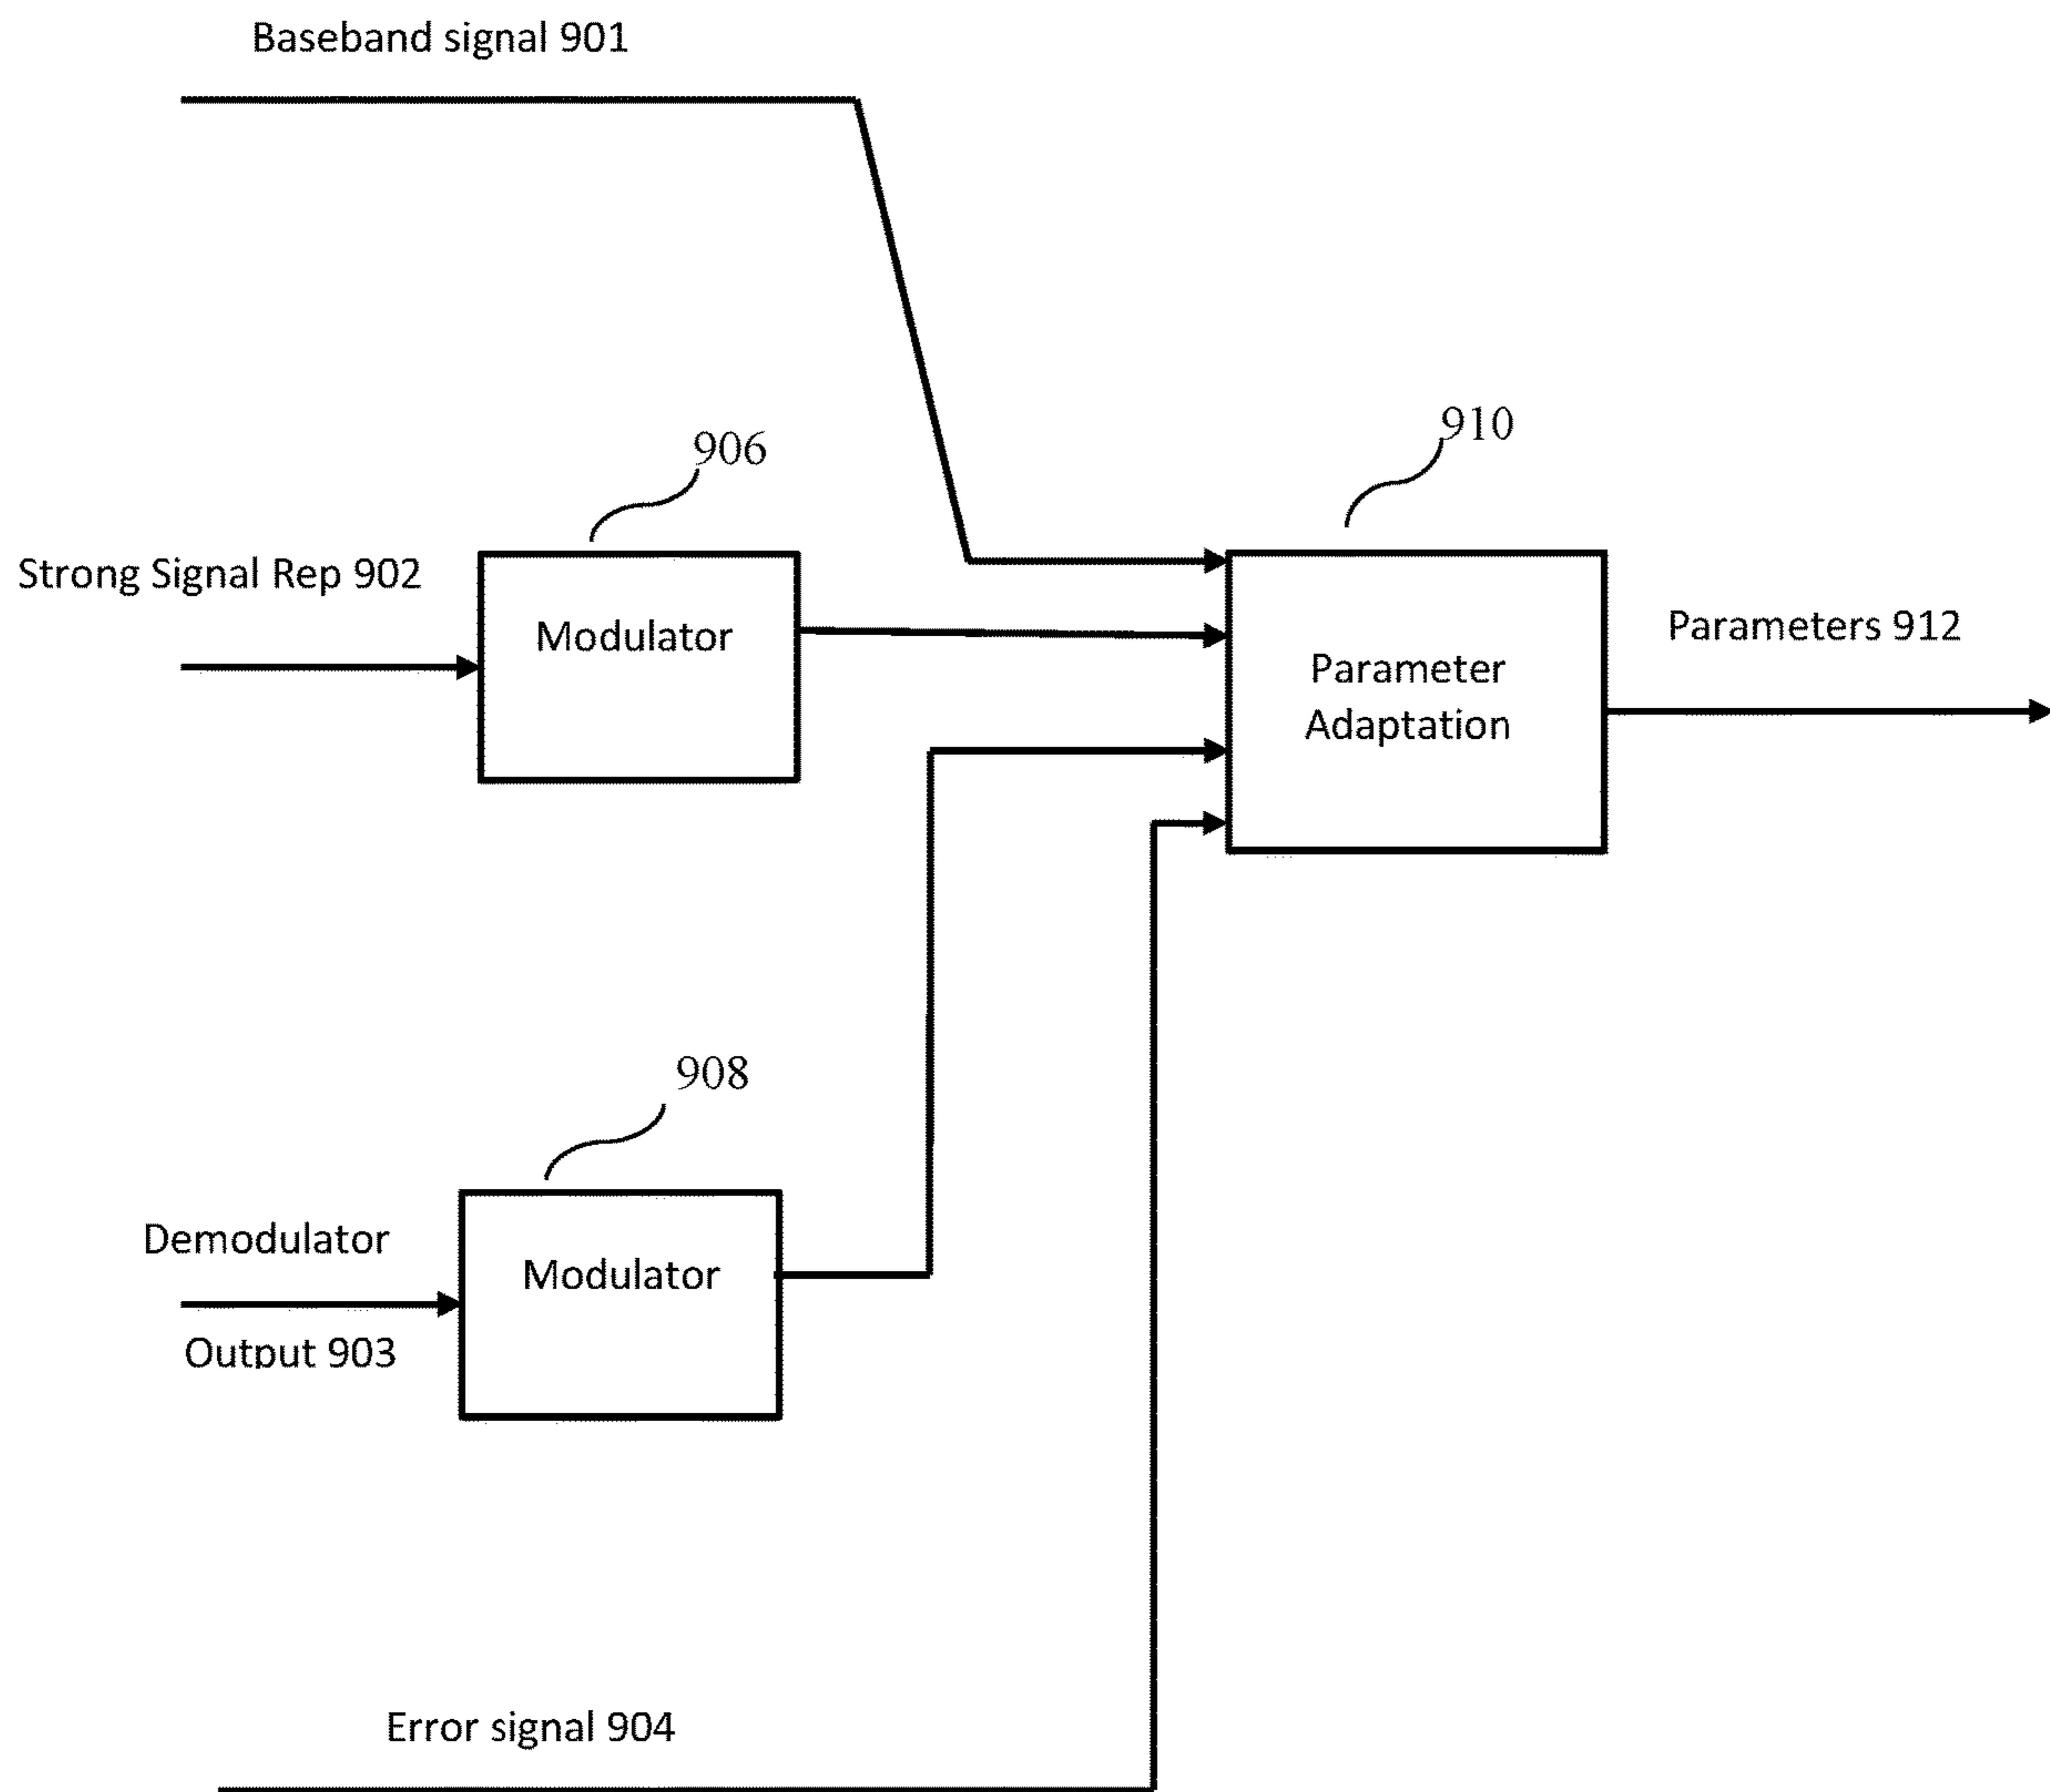 Baseband signal 901
906
910
Strong Signal Rep 902
Modulator
Parameters 912
Parameter
Adaptation
908
Demodulator
Modulator
Output 903
Error signal 904